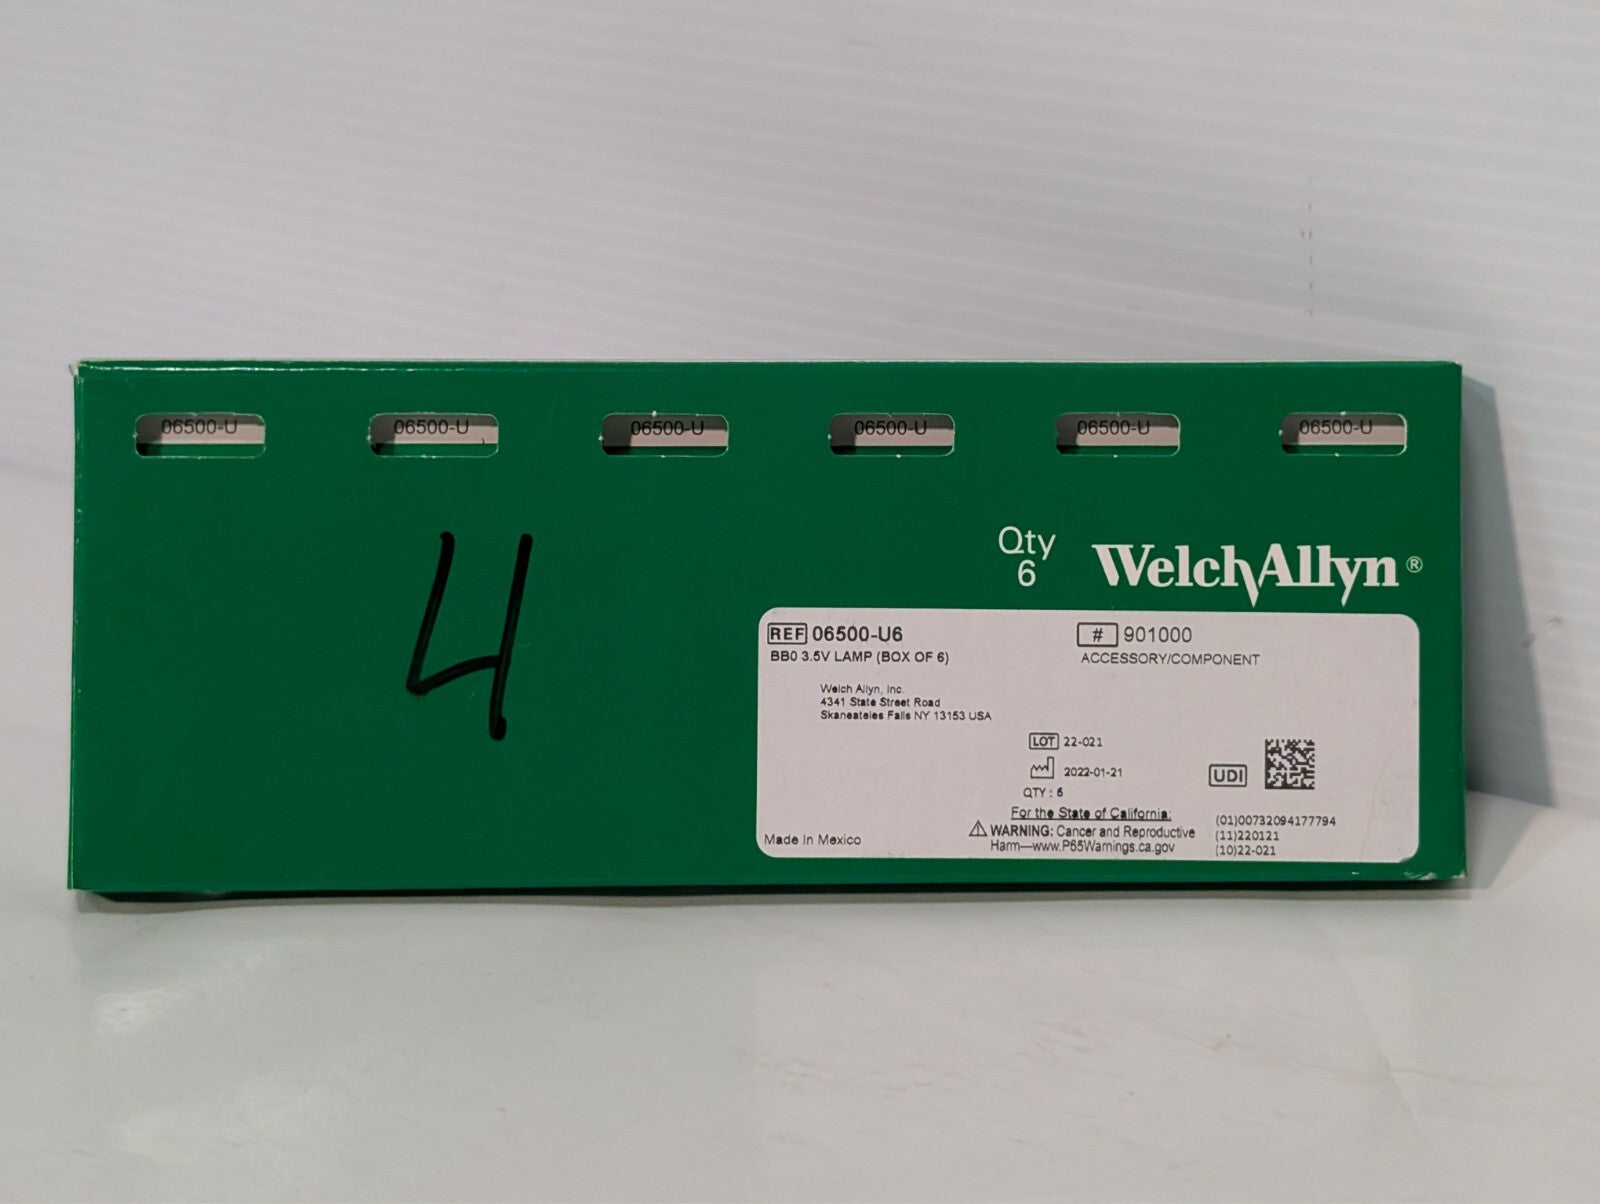 06500-U 06500-U 06500-U 06500-U 06500-U 06500-U
4
Qty
6
WelchAllyn®
REF 06500-U6
BB0 3.5V LAMP (BOX OF 6)
# 901000
ACCESSORY/COMPONENT
Welch Allyn, Inc.
4341 State Street Road
Skaneateles Falls NY 13153 USA
LOT 22-021
2022-01-21
QTY : 6
UDI
For the State of California:
WARNING: Cancer and Reproductive
Harm—www.P65Warnings.ca.gov
(01)00732094177794
(11)220121
(10)22-021
Made In Mexico